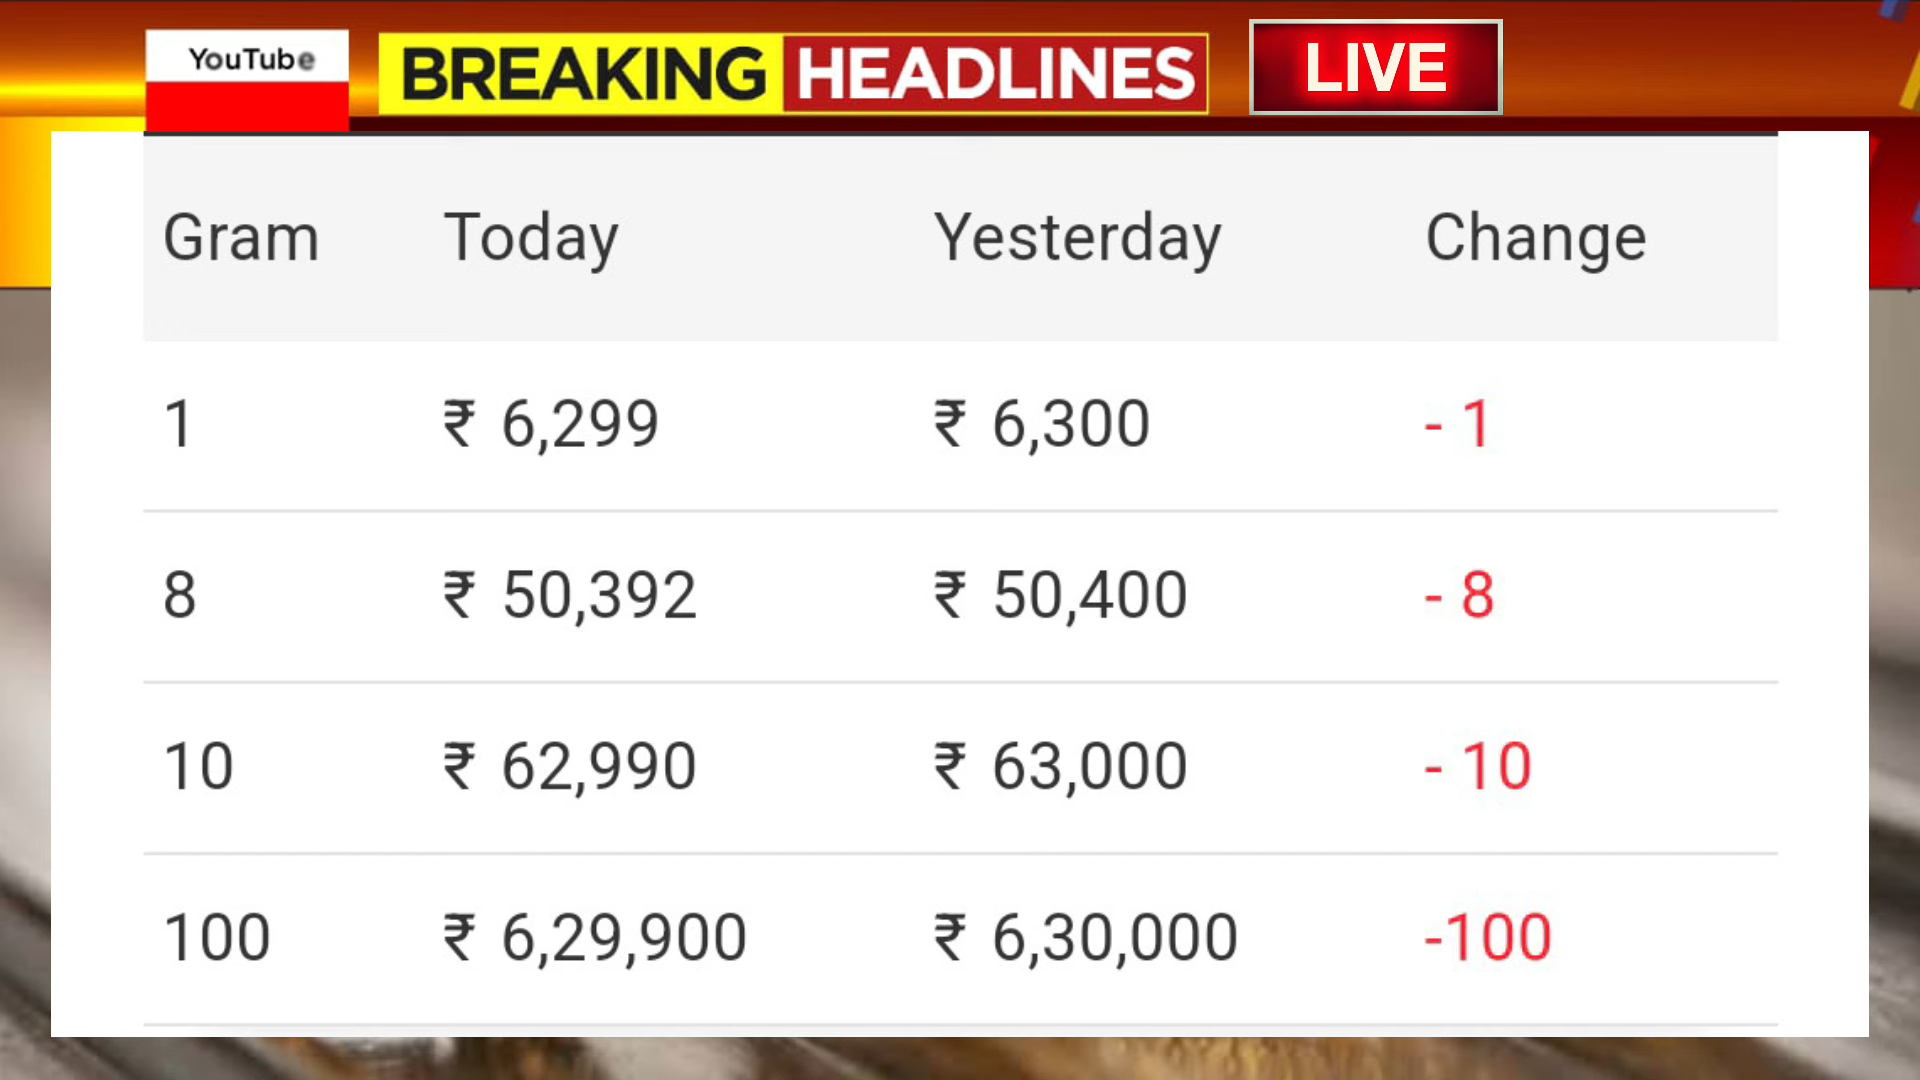 YouTube
BREAKING HEADLINES
LIVE
Gram Today Yesterday Change
1 ₹ 6,299 ₹ 6,300 - 1
8 ₹ 50,392 ₹ 50,400 - 8
10 ₹ 62,990 ₹ 63,000 - 10
100 ₹ 6,29,900 ₹ 6,30,000 -100